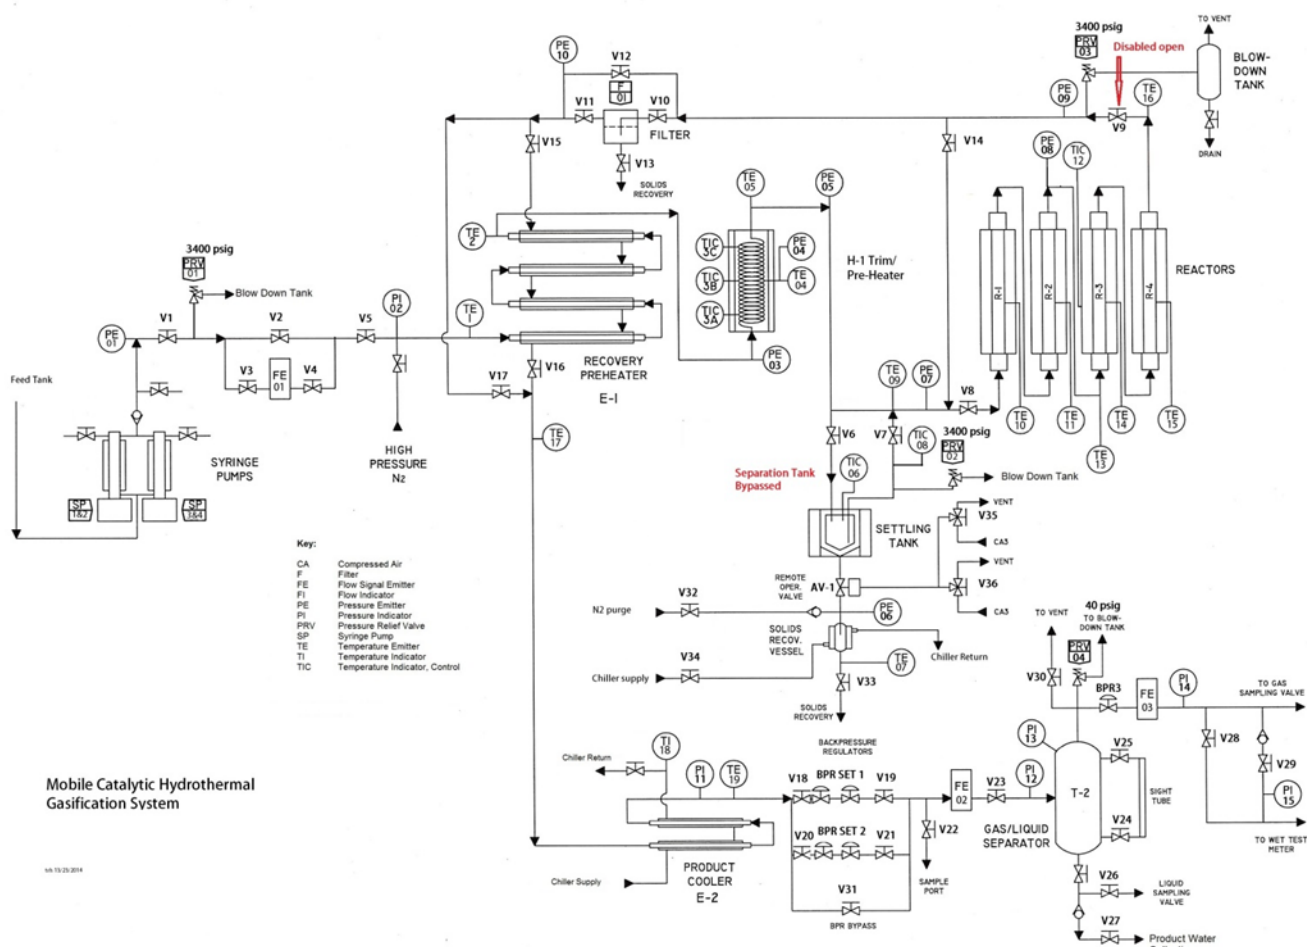 3400 psig
PRV
03
Disabled open
TO VENT
BLOW-
DOWN
TANK
DRAIN
PE
10
V12
F
01
V11
V10
FILTER
V13
SOLIDS
RECOVERY
V15
PE
09
V9
TE
16
V14
TE
05
PE
05
PE
08
TIC
12
TE
2
TIC
3C
TIC
3B
TIC
3A
PE
04
TE
04
H-1 Trim/
Pre-Heater
R-1
R-2
R-3
R-4
REACTORS
3400 psig
PRV
01
Blow Down Tank
PE
01
V1
V2
V5
PI
02
TE
1
V3
FE
01
V4
RECOVERY
PREHEATER
E-1
V16
V17
PE
03
TE
09
PE
07
V8
TE
10
TE
11
TE
13
TE
14
TE
15
Feed Tank
SYRINGE
PUMPS
SP
1&2
SP
3&4
HIGH
PRESSURE
N2
TE
17
V6
V7
TIC
08
3400 psig
PRV
02
Blow Down Tank
Separation Tank
Bypassed
TIC
06
SETTLING
TANK
VENT
V35
CAS
VENT
V36
CAS
REMOTE
OPER.
VALVE
AV-1
V32
N2 purge
PE
06
SOLIDS
RECOV.
VESSEL
Chiller Return
V34
Chiller supply
TE
07
V33
SOLIDS
RECOVERY
Key:
CA Compressed Air
F Filter
FE Flow Signal Emitter
FI Flow Indicator
PE Pressure Emitter
PI Pressure Indicator
PRV Pressure Relief Valve
SP Syringe Pump
TE Temperature Emitter
TI Temperature Indicator
TIC Temperature Indicator, Control
TO VENT
40 psig
TO BLOW-
DOWN TANK
PRV
04
V30
BPR3
FE
03
PI
14
TO GAS
SAMPLING VALVE
V28
V29
PI
15
TO WET TEST
METER
PI
13
V25
T-2
SIGHT
TUBE
V24
GAS/LIQUID
SEPARATOR
V26
LIQUID
SAMPLING
VALVE
V27
Product Water
BACKPRESSURE
REGULATORS
V18
BPR SET 1
V19
V20
BPR SET 2
V21
V31
BPR BYPASS
FE
02
V23
PI
12
V22
SAMPLE
PORT
TI
18
Chiller Return
PI
11
TE
19
Chiller Supply
PRODUCT
COOLER
E-2
Mobile Catalytic Hydrothermal
Gasification System